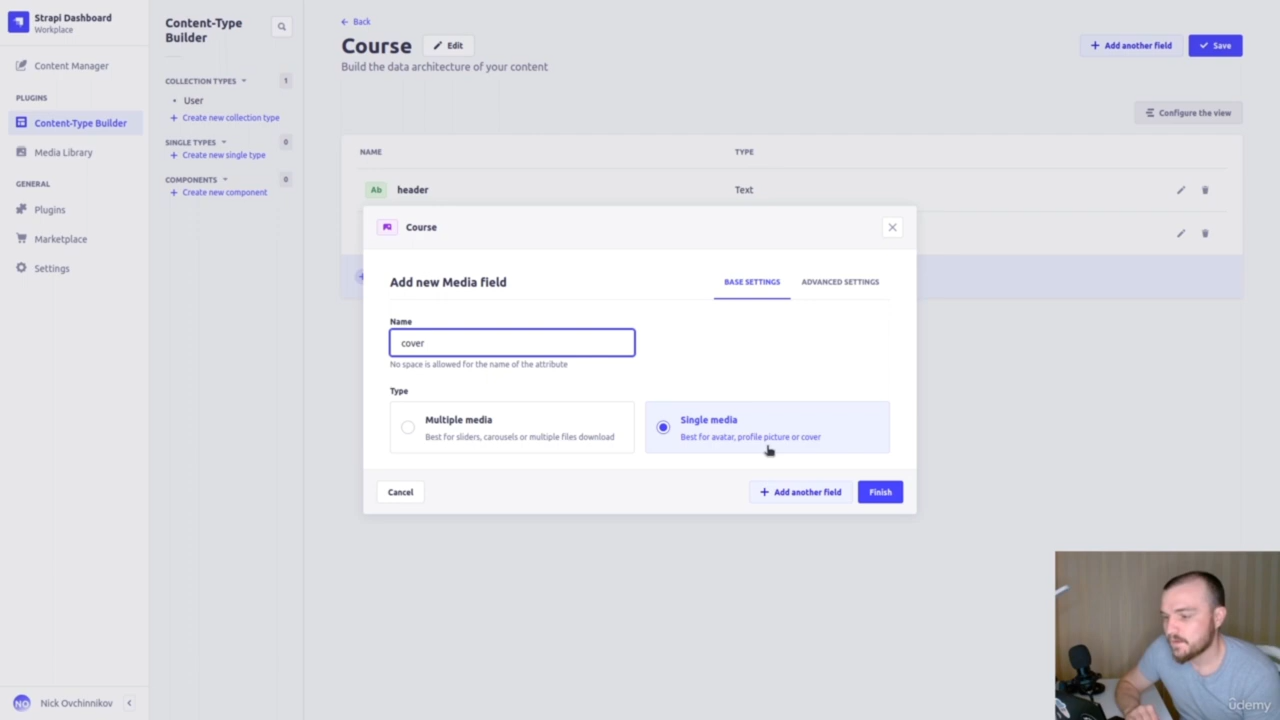 Strapi Dashboard
Workplace
Content Manager
PLUGINS
Content-Type Builder
Media Library
GENERAL
Plugins
Marketplace
Settings
NO Nick Ovchinnikov
Content-Type
Builder
COLLECTION TYPES 1
User
+ Create new collection type
SINGLE TYPES 0
+ Create new single type
COMPONENTS 0
+ Create new component
← Back
Course
Edit
Build the data architecture of your content
+ Add another field
Save
Configure the view
NAME TYPE
Ab header Text
Course
Add new Media field
BASE SETTINGS
ADVANCED SETTINGS
Name
cover
No space is allowed for the name of the attribute
Type
Multiple media
Best for sliders, carousels or multiple files download
Single media
Best for avatar, profile picture or cover
Cancel
+ Add another field
Finish
ûdemy